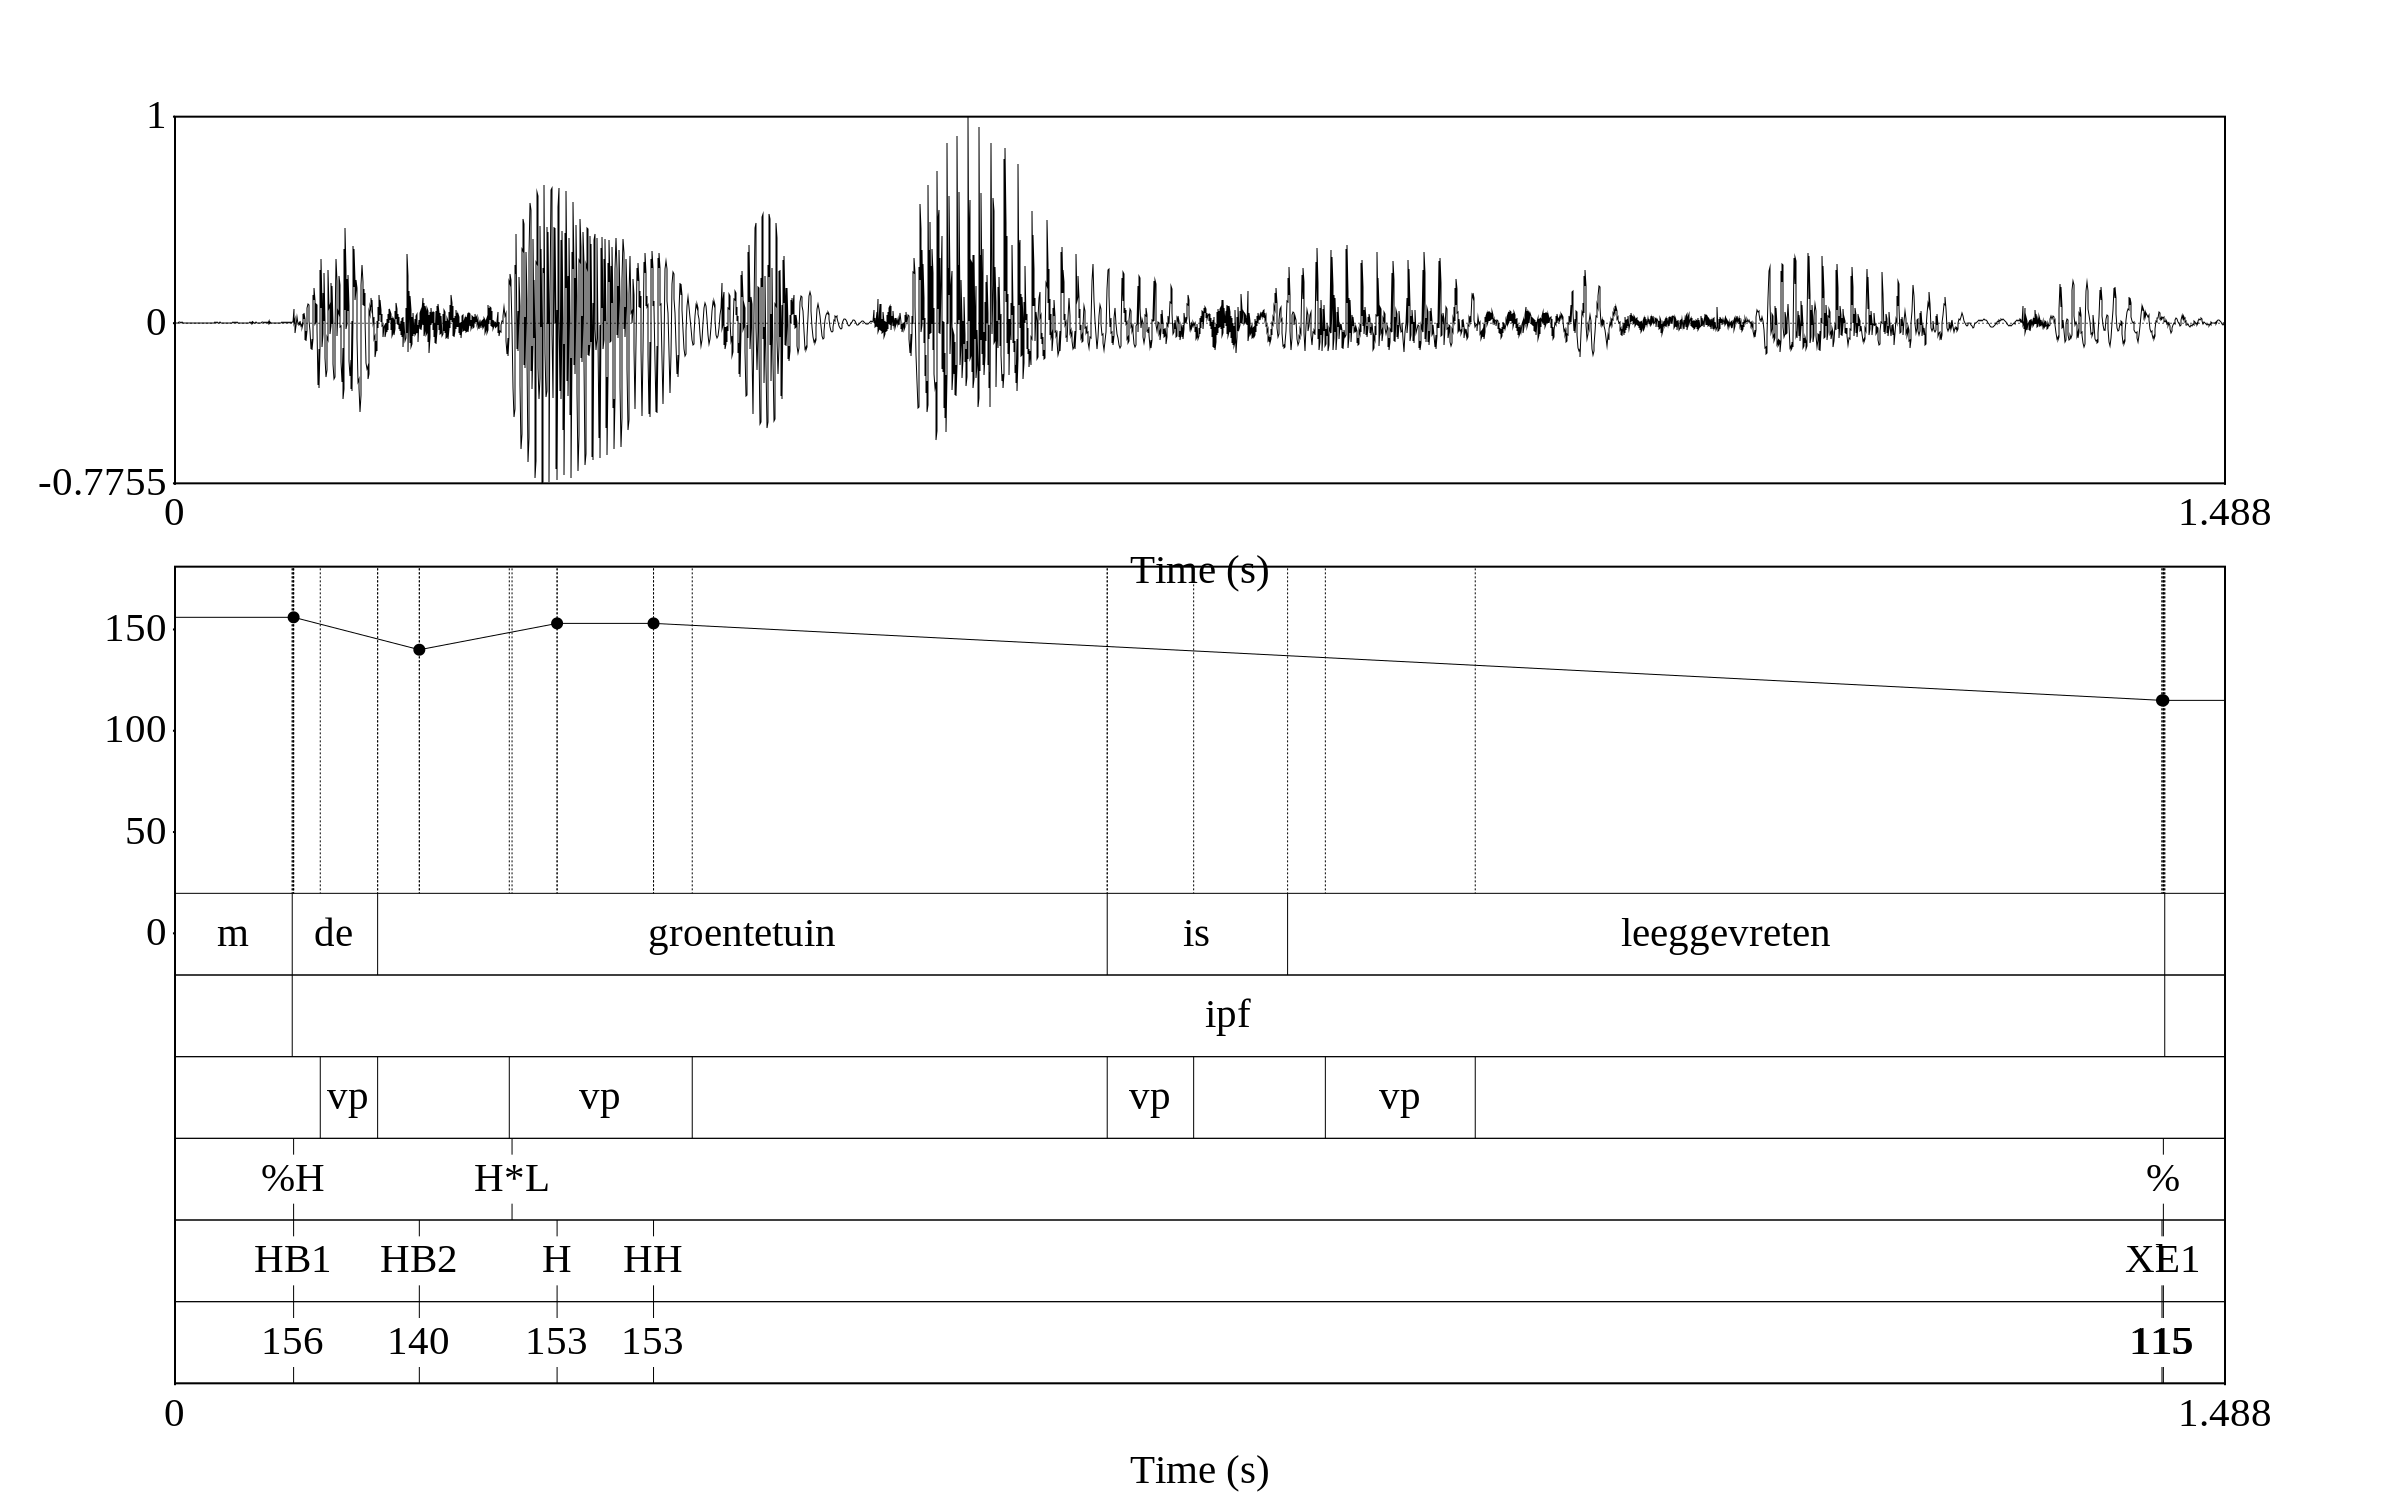 1
0
-0.7755
0 1.488
Time (s)
150
100
50
0 m de groentetuin is leeggevreten
ipf
vp vp vp vp
%H H*L %
HB1 HB2 H HH XE1
156 140 153 153 115
0 1.488
Time (s)